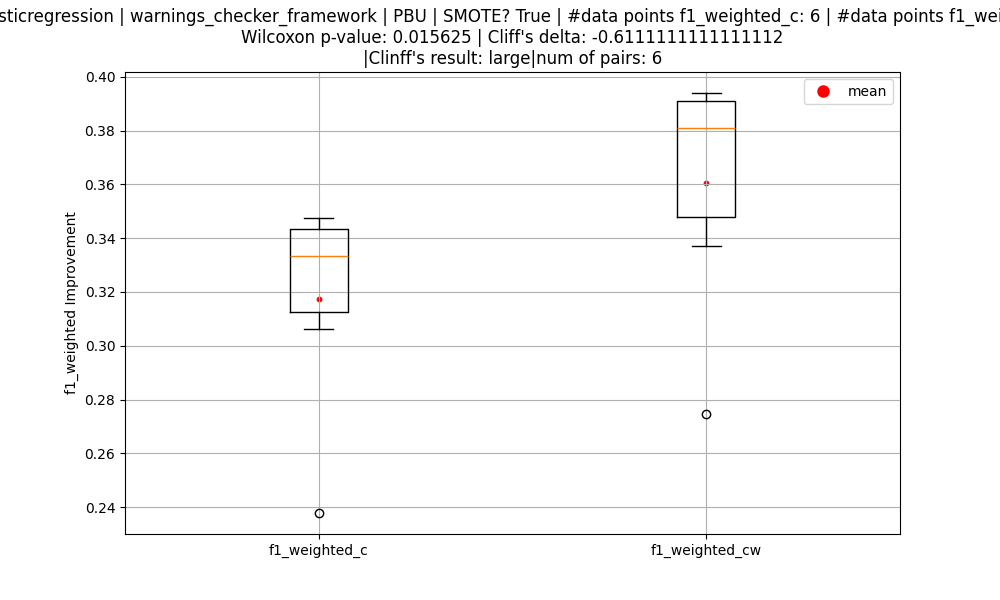 | warnings_checker_framework | PBU | SMOTE? True | #data points f1_weighted_c: 6 | #data points
Wilcoxon p-value: 0.015625 | Cliff's delta: -0.6111111111111112
|Clinff's result: large|num of pairs: 6
mean
0.40
0.38
0.36
0.34
0.32
0.30
0.28
0.26
0.24
f1_weighted Improvement
f1_weighted_c
f1_weighted_cw